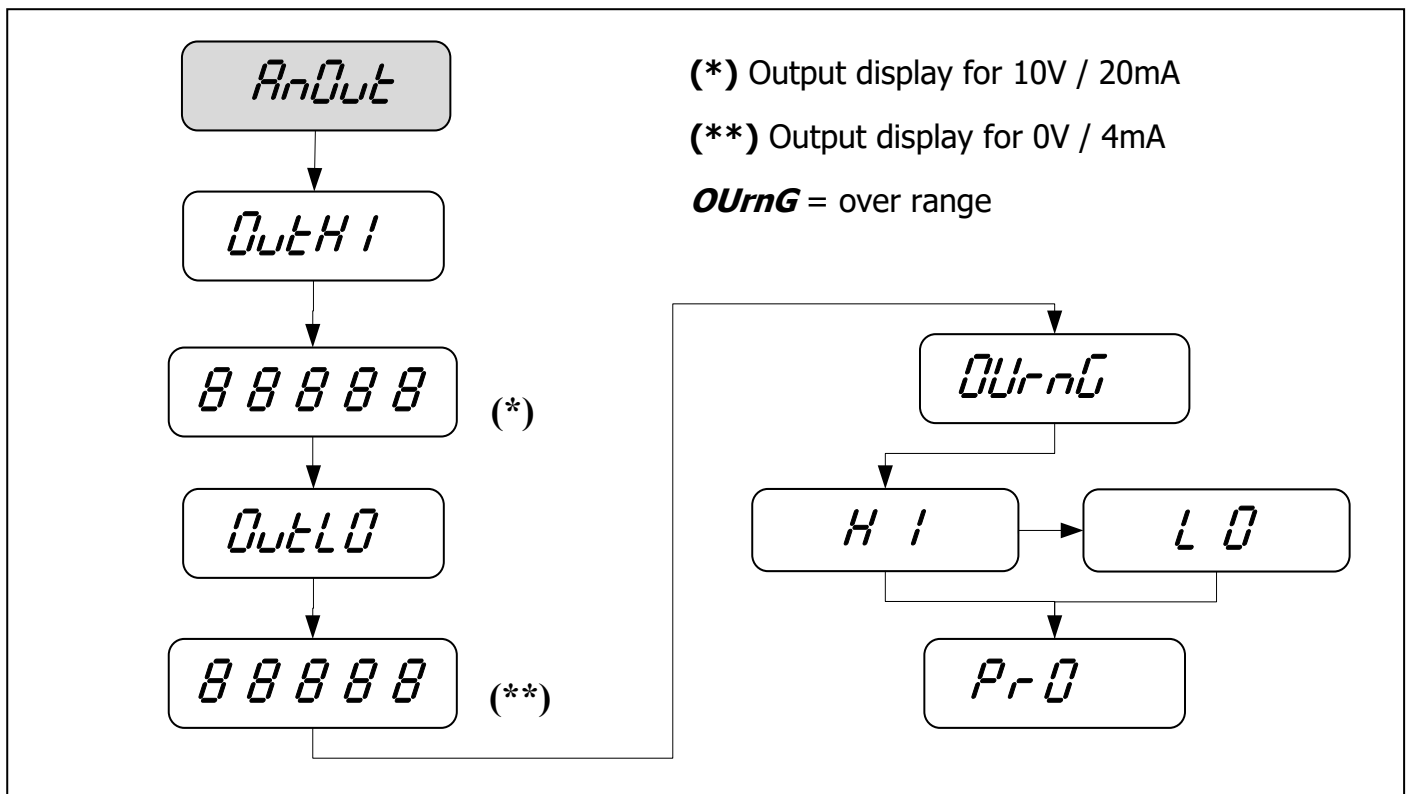 AnOut
OutHI
88888
(*)
OutLO
88888
(**)
(*) Output display for 10V / 20mA
(**) Output display for 0V / 4mA
OUrnG = over range
OUrnG
HI
LO
PrO